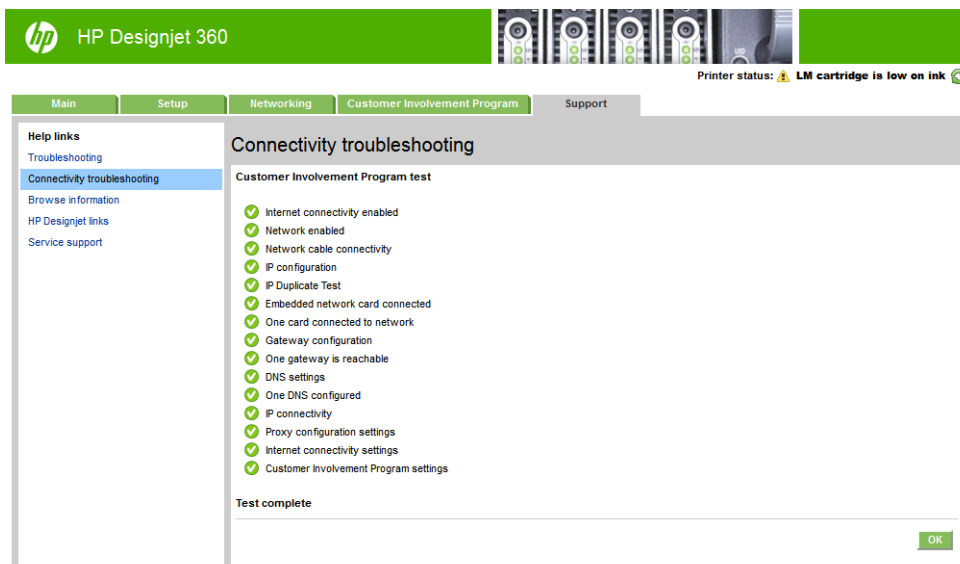 hp HP Designjet 360
Printer status: LM cartridge is low on ink
Main Setup Networking Customer Involvement Program Support
Help links
Troubleshooting
Connectivity troubleshooting
Browse information
HP Designjet links
Service support
Connectivity troubleshooting
Customer Involvement Program test
Internet connectivity enabled
Network enabled
Network cable connectivity
IP configuration
IP Duplicate Test
Embedded network card connected
One card connected to network
Gateway configuration
One gateway is reachable
DNS settings
One DNS configured
IP connectivity
Proxy configuration settings
Internet connectivity settings
Customer Involvement Program settings
Test complete
OK